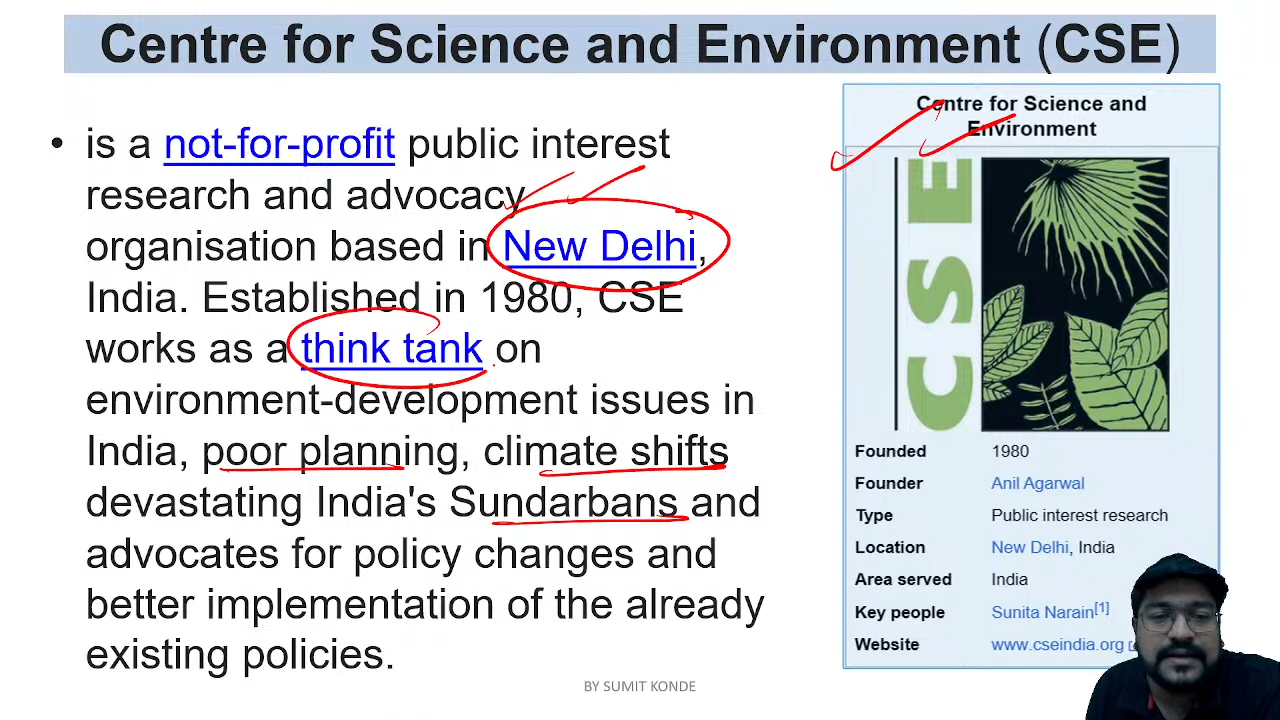 Centre for Science and Environment (CSE)
• is a not-for-profit public interest
research and advocacy
organisation based in New Delhi,
India. Established in 1980, CSE
works as a think tank on
environment-development issues in
India, poor planning, climate shifts
devastating India's Sundarbans and
advocates for policy changes and
better implementation of the already
existing policies.
Centre for Science and
Environment
CSE
Founded 1980
Founder Anil Agarwal
Type Public interest research
Location New Delhi, India
Area served India
Key people Sunita Narain[1]
Website www.cseindia.org
BY SUMIT KONDE